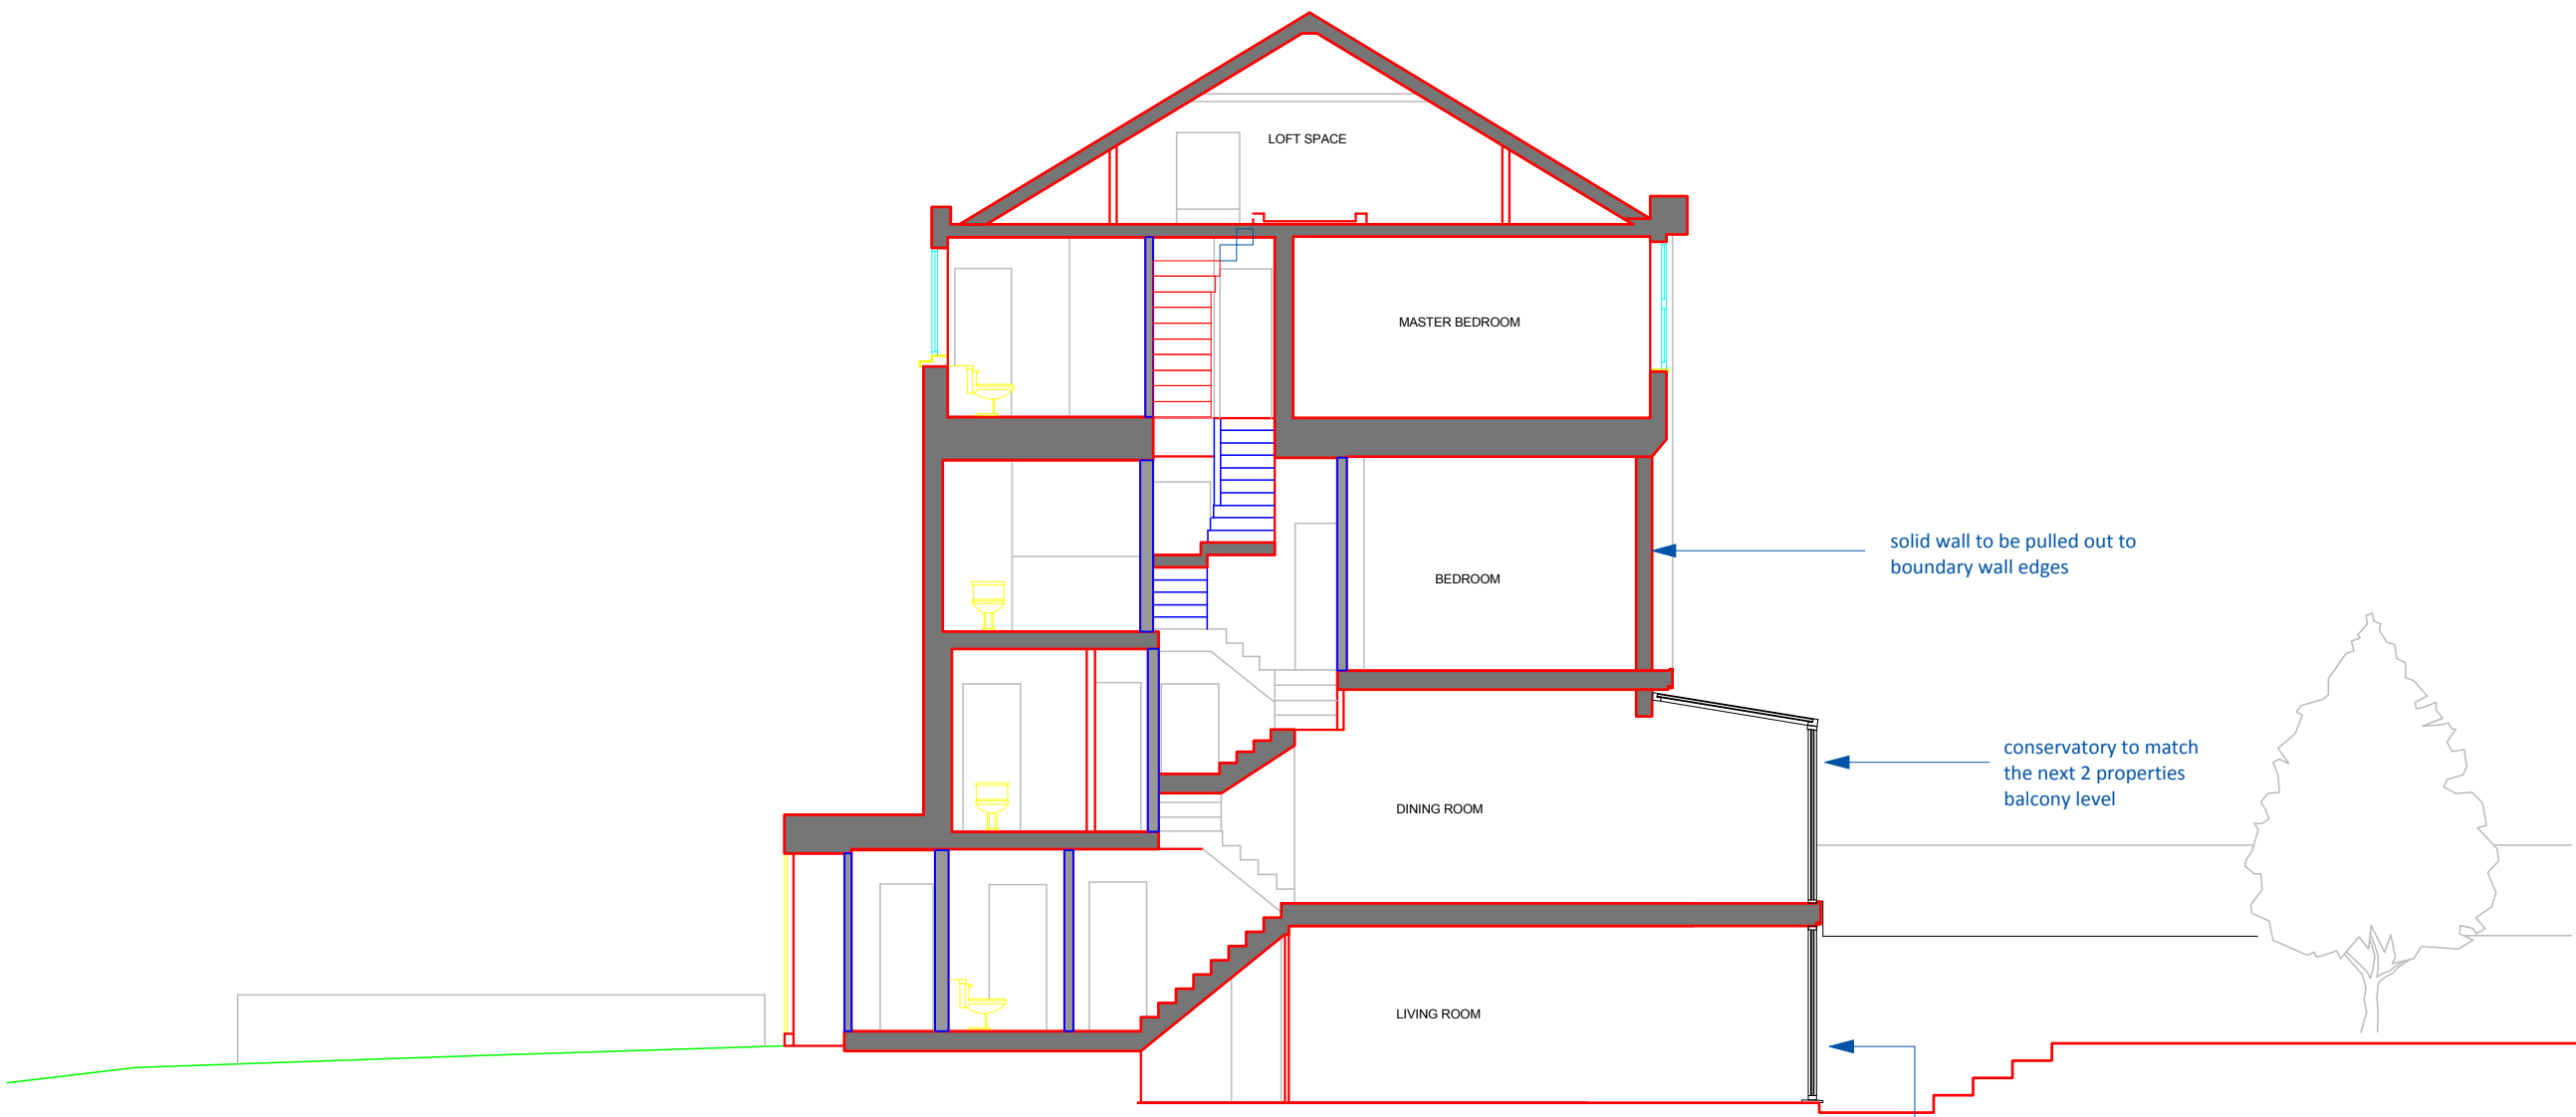 LOFT SPACE
MASTER BEDROOM
solid wall to be pulled out to
boundary wall edges
BEDROOM
conservatory to match
the next 2 properties
balcony level
DINING ROOM
LIVING ROOM